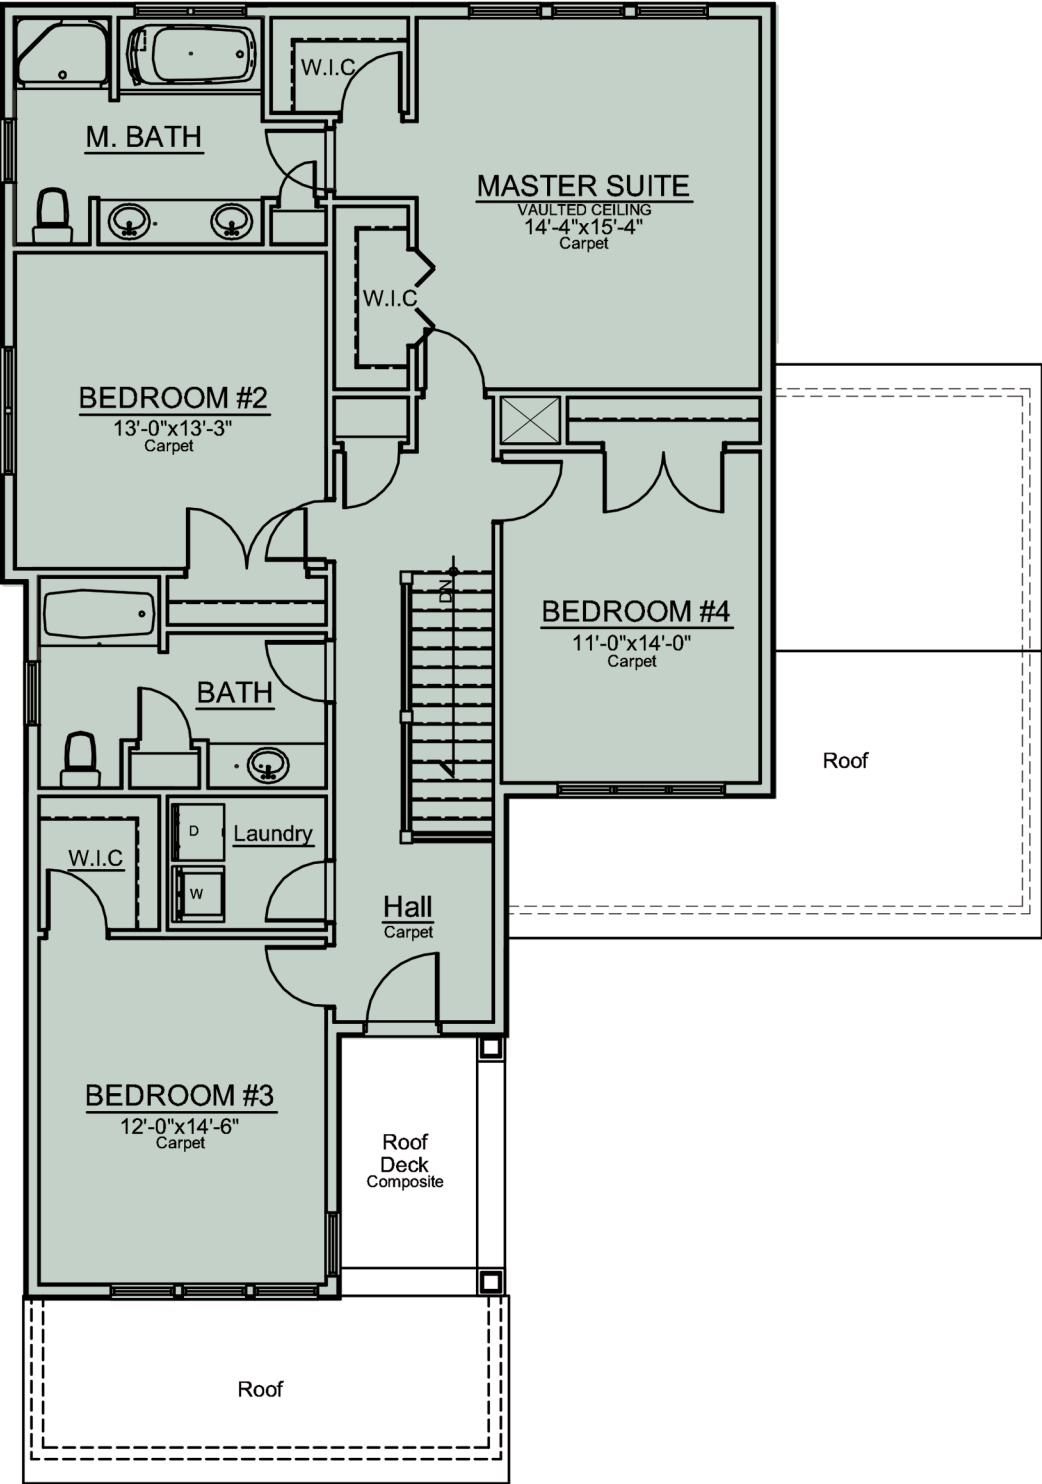 W.I.C
M. BATH
MASTER SUITE
VAULTED CEILING
14'-4"x15'-4"
Carpet
W.I.C
BEDROOM #2
13'-0"x13'-3"
Carpet
DN
BEDROOM #4
11'-0"x14'-0"
Carpet
BATH
Roof
D
Laundry
W.I.C
W
Hall
Carpet
BEDROOM #3
12'-0"x14'-6"
Carpet
Roof
Deck
Composite
Roof